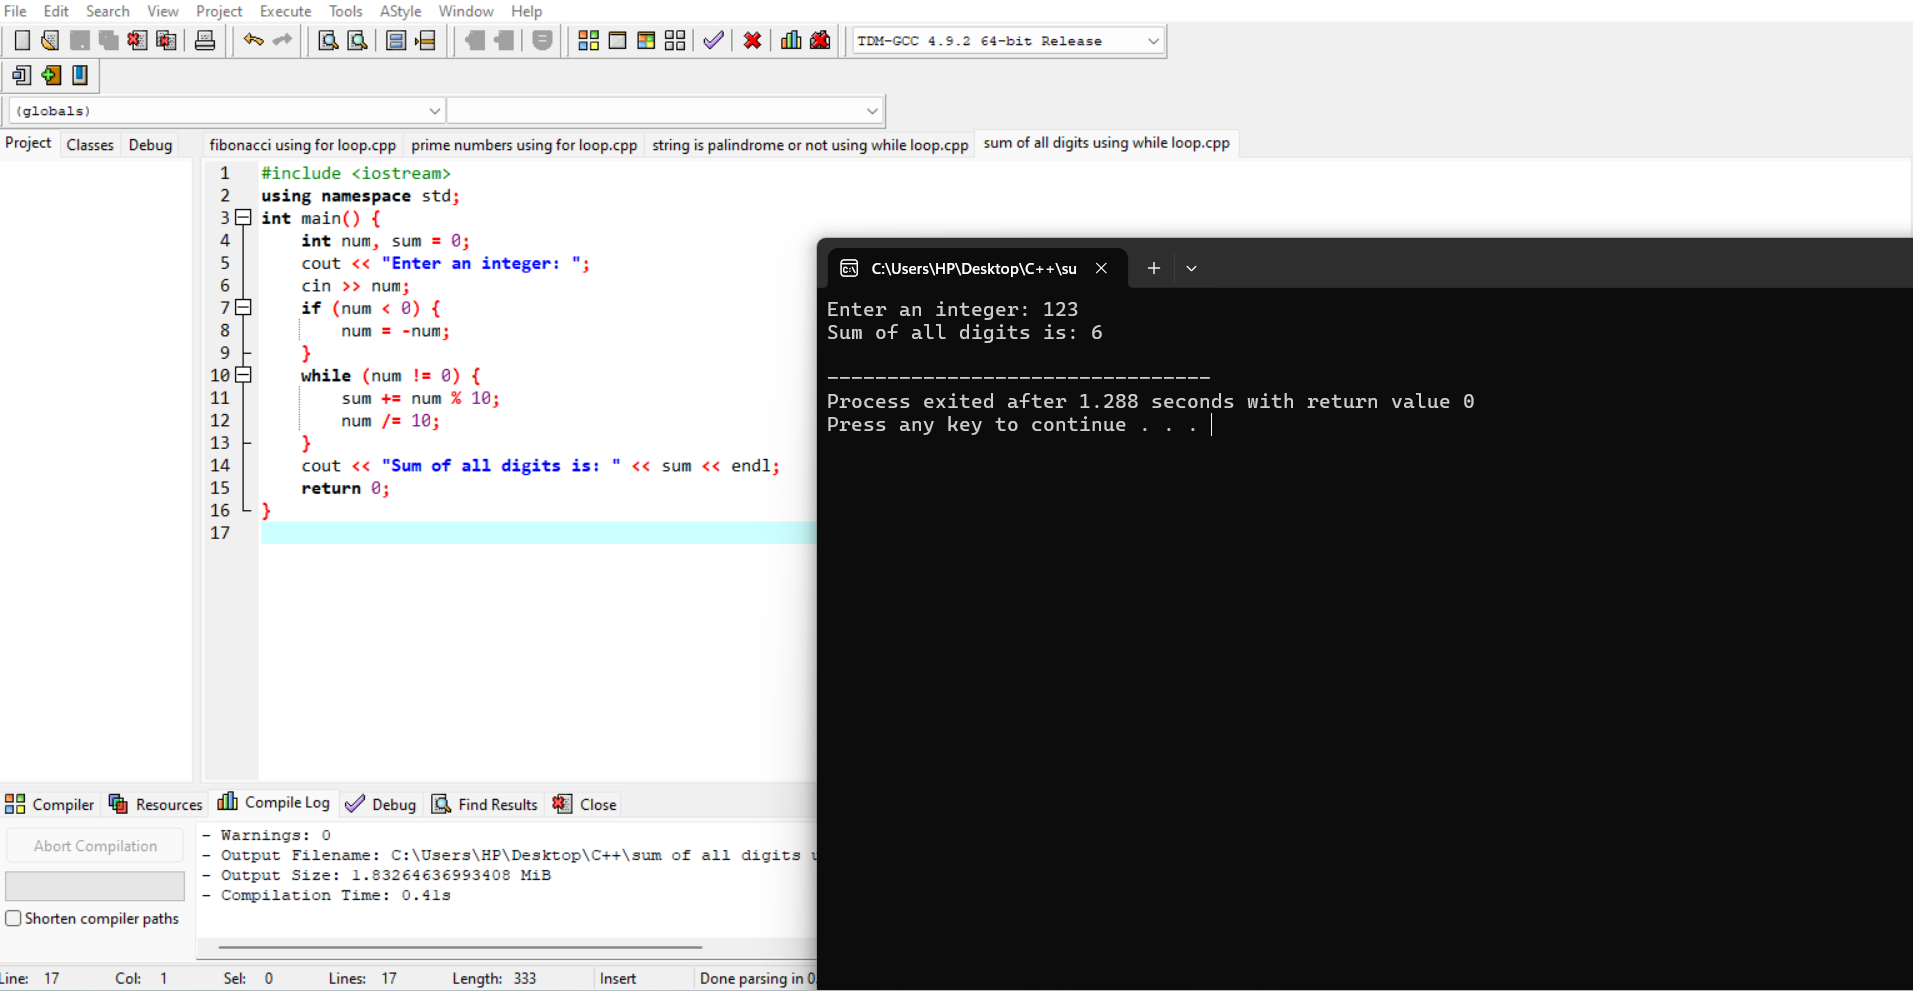 File Edit Search View Project Execute Tools AStyle Window Help
TDM-GCC 4.9.2 64-bit Release
(globals)
Project Classes Debug
fibonacci using for loop.cpp prime numbers using for loop.cpp string is palindrome or not using while loop.cpp sum of all digits using while loop.cpp
1 #include <iostream>
2 using namespace std;
3 int main() {
4 int num, sum = 0;
5 cout << "Enter an integer: ";
6 cin >> num;
7 if (num < 0) {
8 num = -num;
9 }
10 while (num != 0) {
11 sum += num % 10;
12 num /= 10;
13 }
14 cout << "Sum of all digits is: " << sum << endl;
15 return 0;
16 }
17
C:\Users\HP\Desktop\C++\su
Enter an integer: 123
Sum of all digits is: 6
--------------------------------
Process exited after 1.288 seconds with return value 0
Press any key to continue . . .
Compiler Resources Compile Log Debug Find Results Close
Abort Compilation
Shorten compiler paths
- Warnings: 0
- Output Filename: C:\Users\HP\Desktop\C++\sum of all digits
- Output Size: 1.83264636993408 MiB
- Compilation Time: 0.41s
Line: 17 Col: 1 Sel: 0 Lines: 17 Length: 333 Insert Done parsing in 0